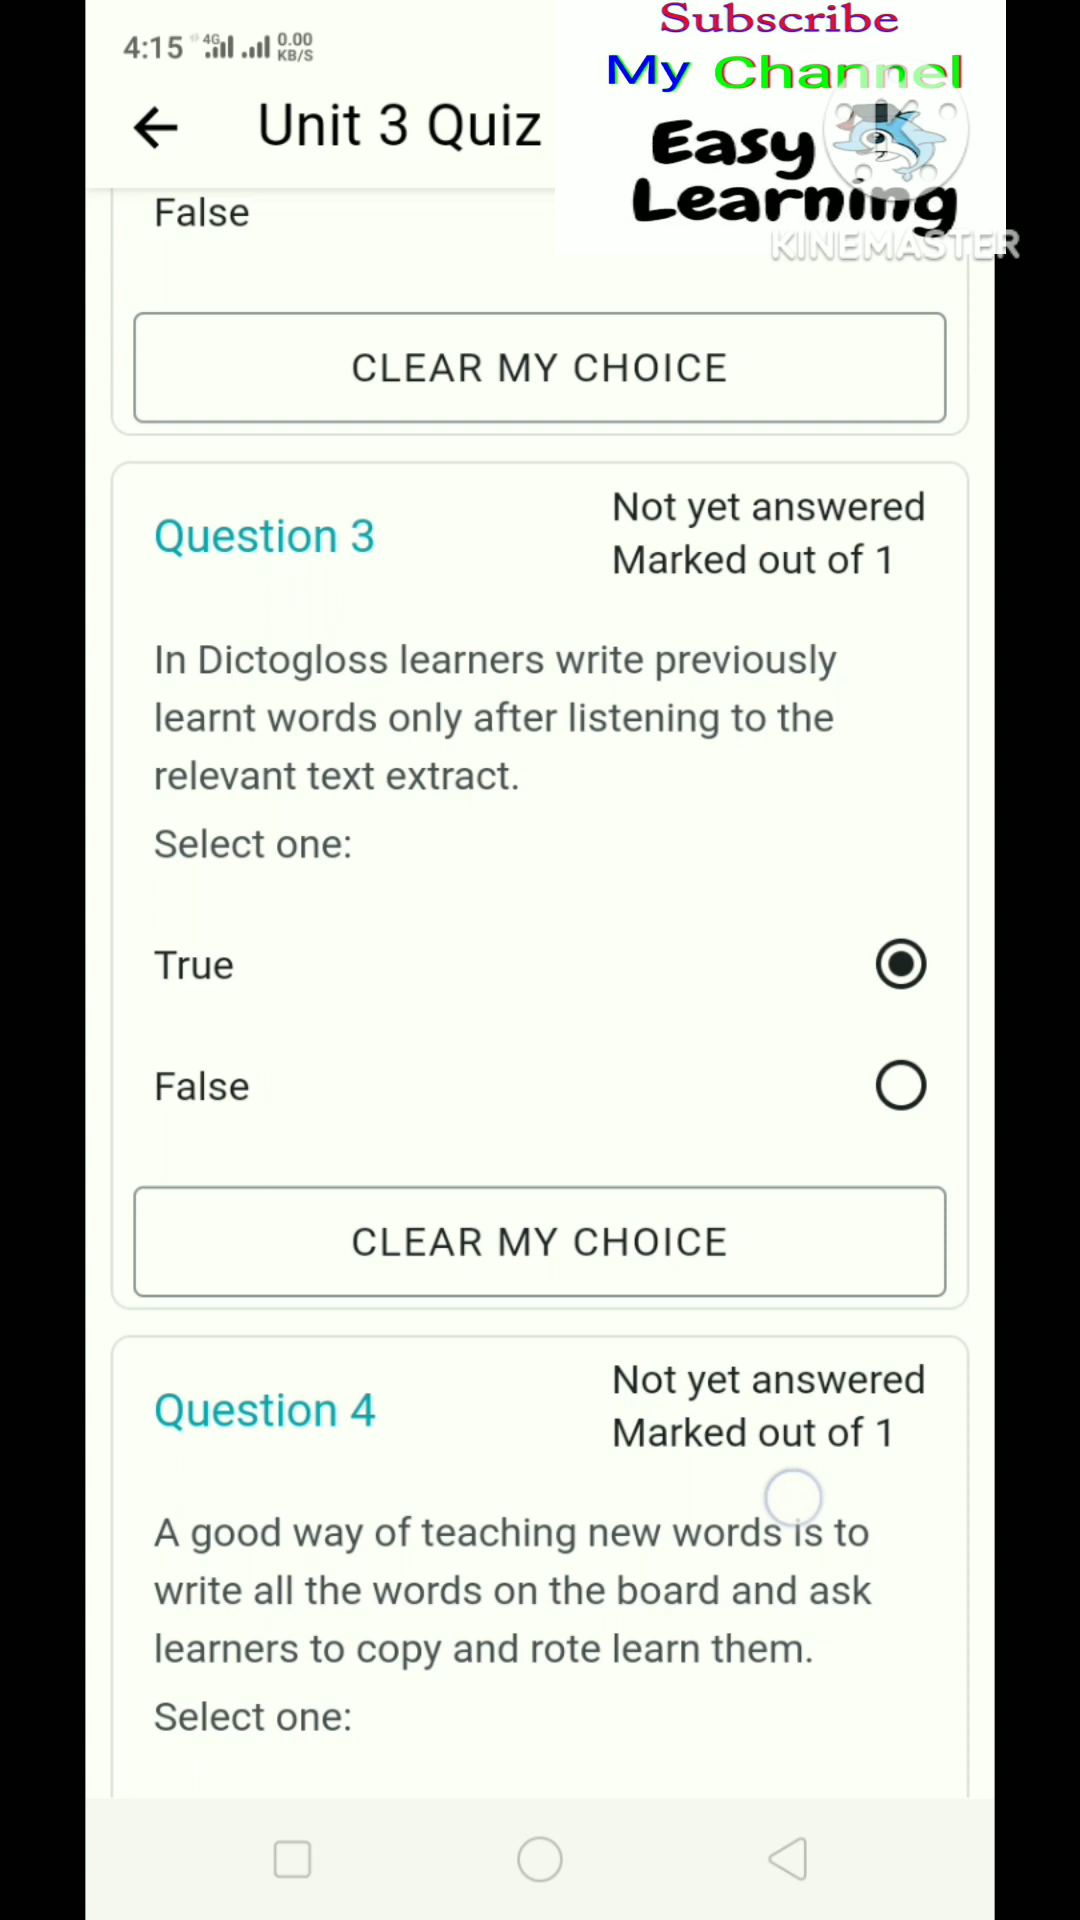 Subscribe
My Channel
Easy
Learning
KINEMASTER
4:15 4G 0.00 KB/S
Unit 3 Quiz
False
CLEAR MY CHOICE
Question 3
Not yet answered
Marked out of 1
In Dictogloss learners write previously
learnt words only after listening to the
relevant text extract.
Select one:
True
False
CLEAR MY CHOICE
Question 4
Not yet answered
Marked out of 1
A good way of teaching new words is to
write all the words on the board and ask
learners to copy and rote learn them.
Select one: